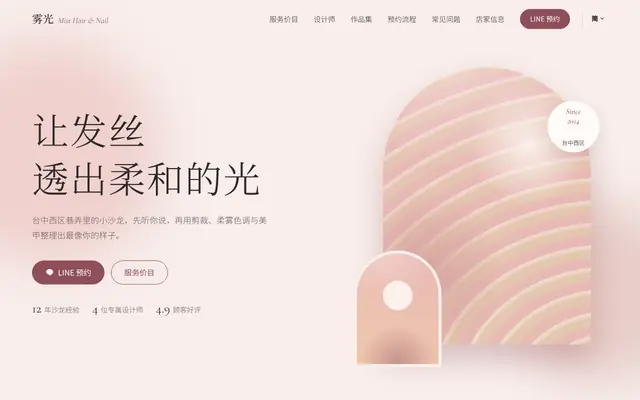 雾光 Mist Hair & Nail
服务价目 设计师 作品集 预约流程 常见问题 店家信息 LINE 预约 简
Since
2014
台中西区
让发丝
透出柔和的光
台中西区巷弄里的小沙龙，先听你说，再用剪裁、柔雾色调与美
甲整理出最像你的样子。
LINE 预约 服务价目
12 年沙龙经验 4 位专属设计师 4.9 顾客好评